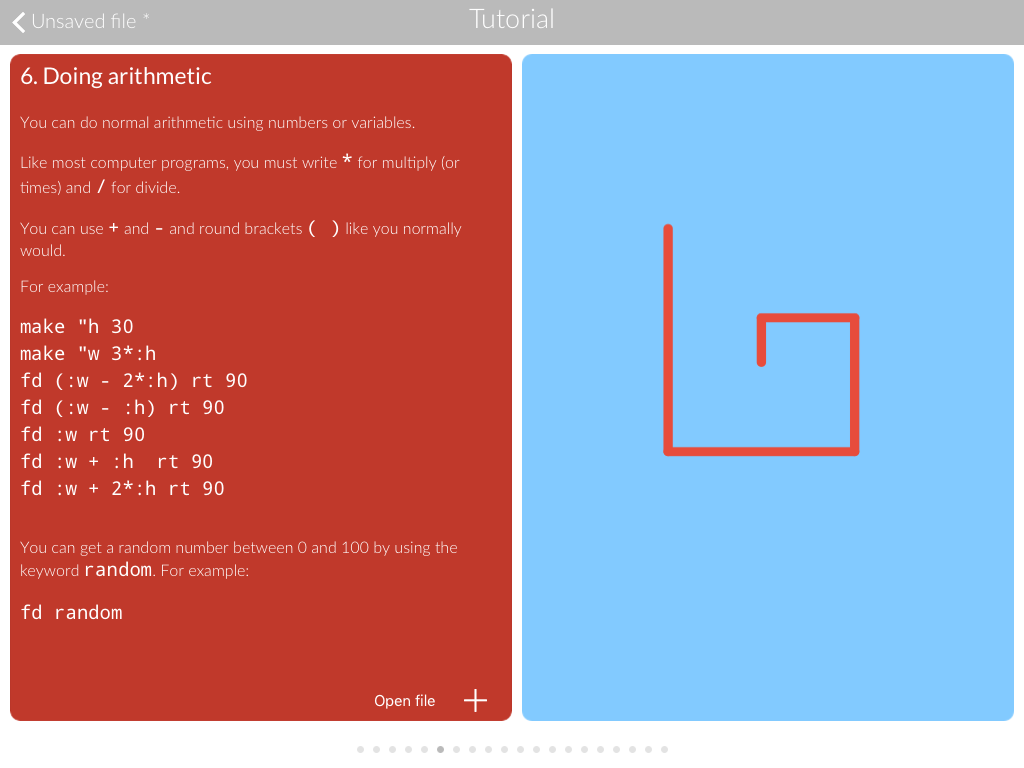 Unsaved file *
Tutorial
6. Doing arithmetic
You can do normal arithmetic using numbers or variables.
Like most computer programs, you must write * for multiply (or
times) and / for divide.
You can use + and - and round brackets ( ) like you normally
would.
For example:
make "h 30
make "w 3*:h
fd (:w - 2*:h) rt 90
fd (:w - :h) rt 90
fd :w rt 90
fd :w + :h  rt 90
fd :w + 2*:h rt 90
You can get a random number between 0 and 100 by using the
keyword random. For example:
fd random
Open file